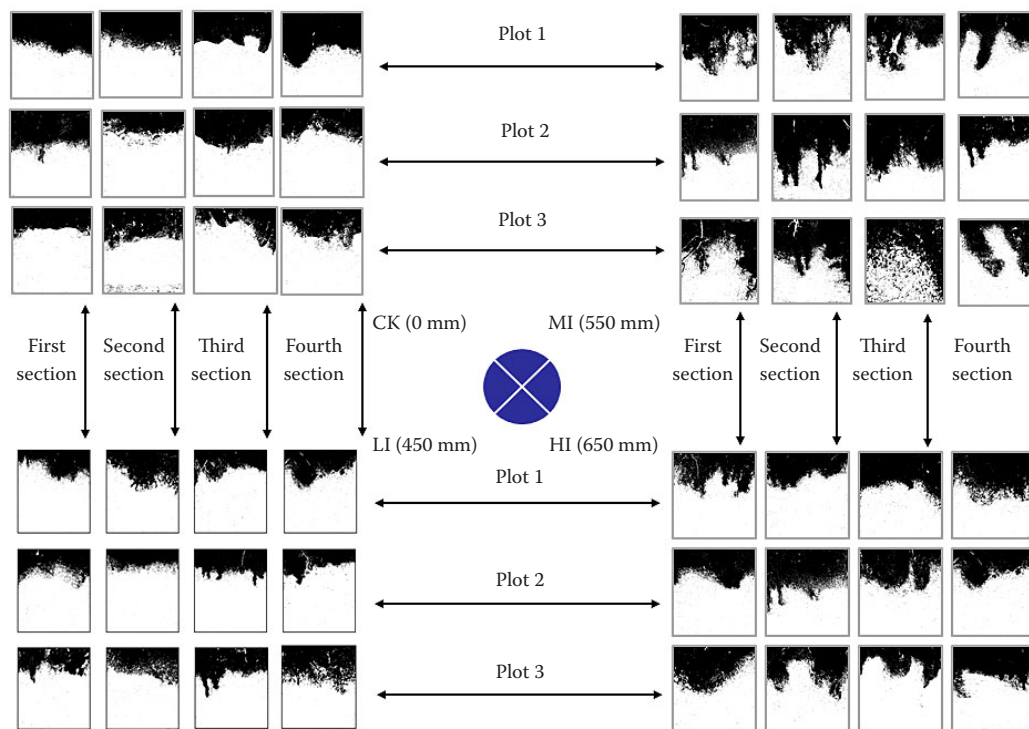 Plot 1
Plot 2
Plot 3
CK (0 mm)
MI (550 mm)
First
section
Second
section
Third
section
Fourth
section
First
section
Second
section
Third
section
Fourth
section
LI (450 mm)
HI (650 mm)
Plot 1
Plot 2
Plot 3